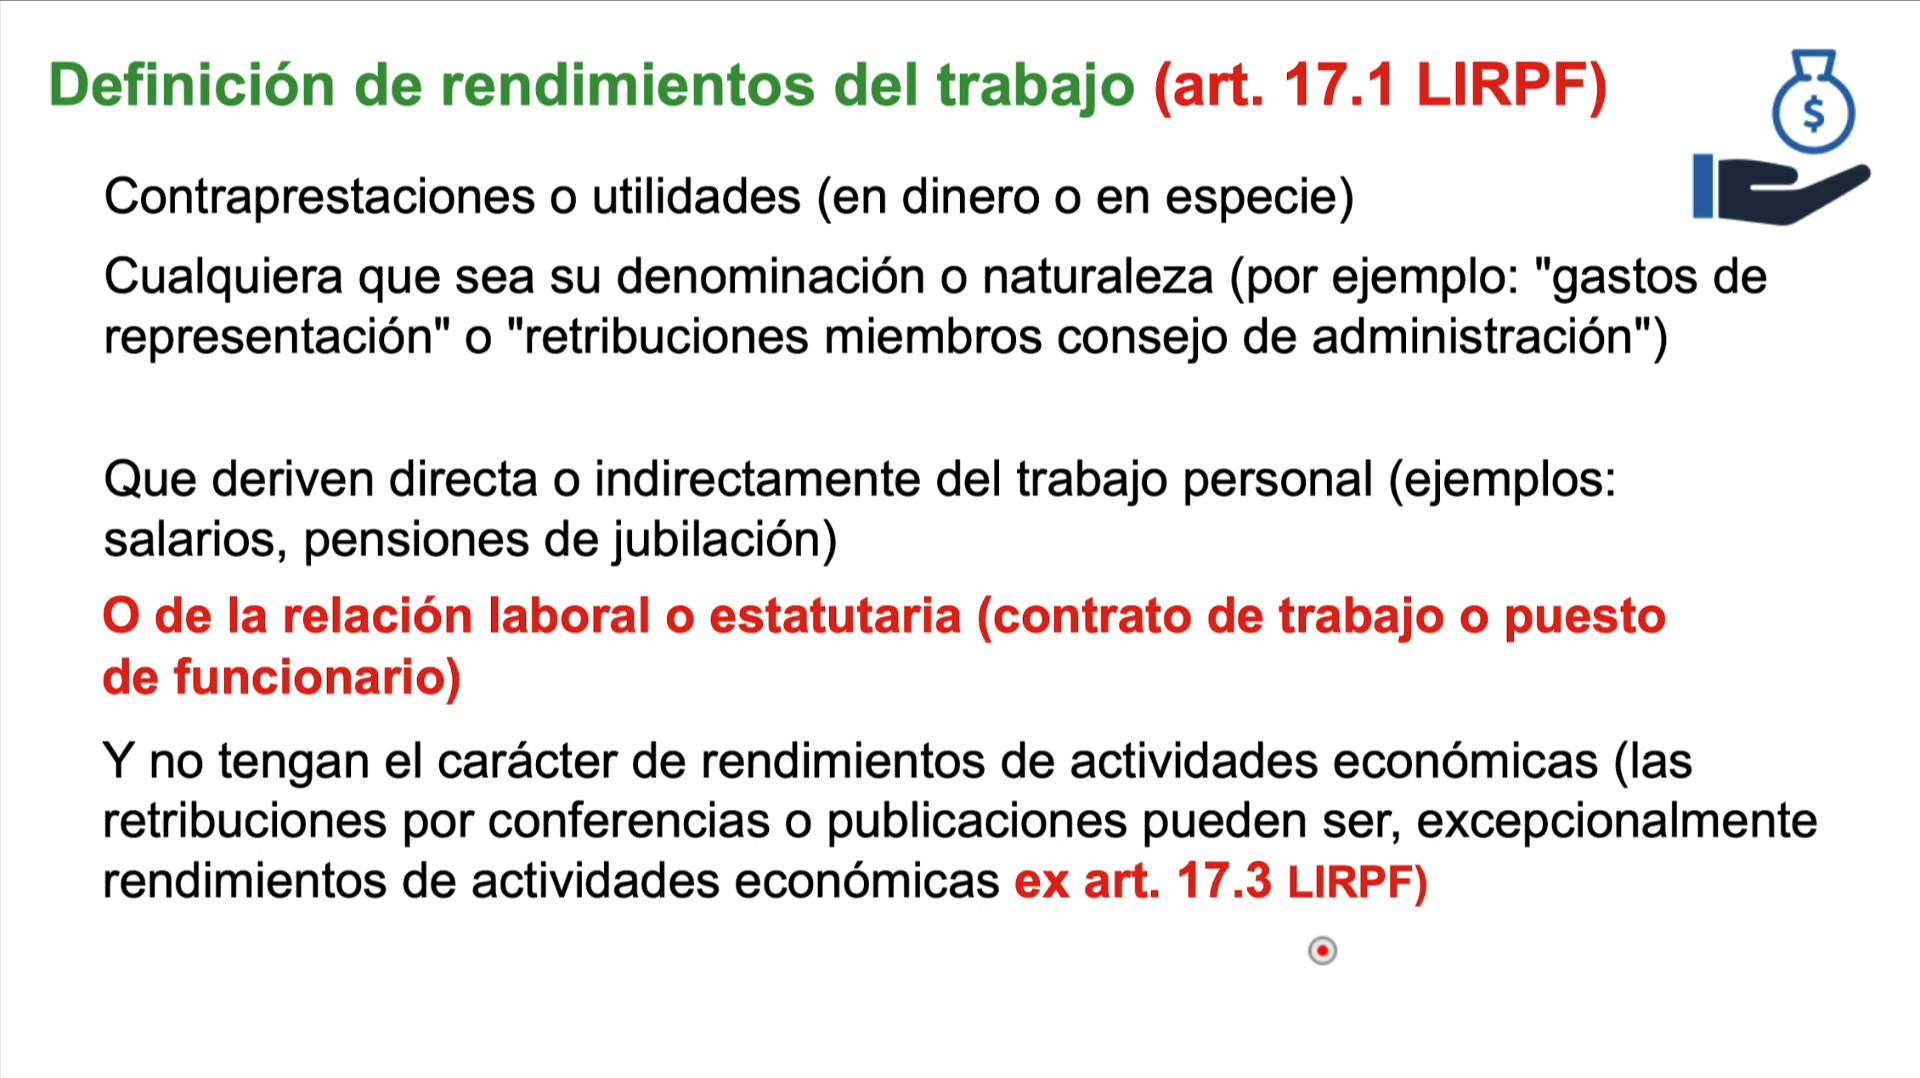 Definición de rendimientos del trabajo (art. 17.1 LIRPF)
$
Contraprestaciones o utilidades (en dinero o en especie)
Cualquiera que sea su denominación o naturaleza (por ejemplo: "gastos de
representación" o "retribuciones miembros consejo de administración")
Que deriven directa o indirectamente del trabajo personal (ejemplos:
salarios, pensiones de jubilación)
O de la relación laboral o estatutaria (contrato de trabajo o puesto
de funcionario)
Y no tengan el carácter de rendimientos de actividades económicas (las
retribuciones por conferencias o publicaciones pueden ser, excepcionalmente
rendimientos de actividades económicas ex art. 17.3 LIRPF)